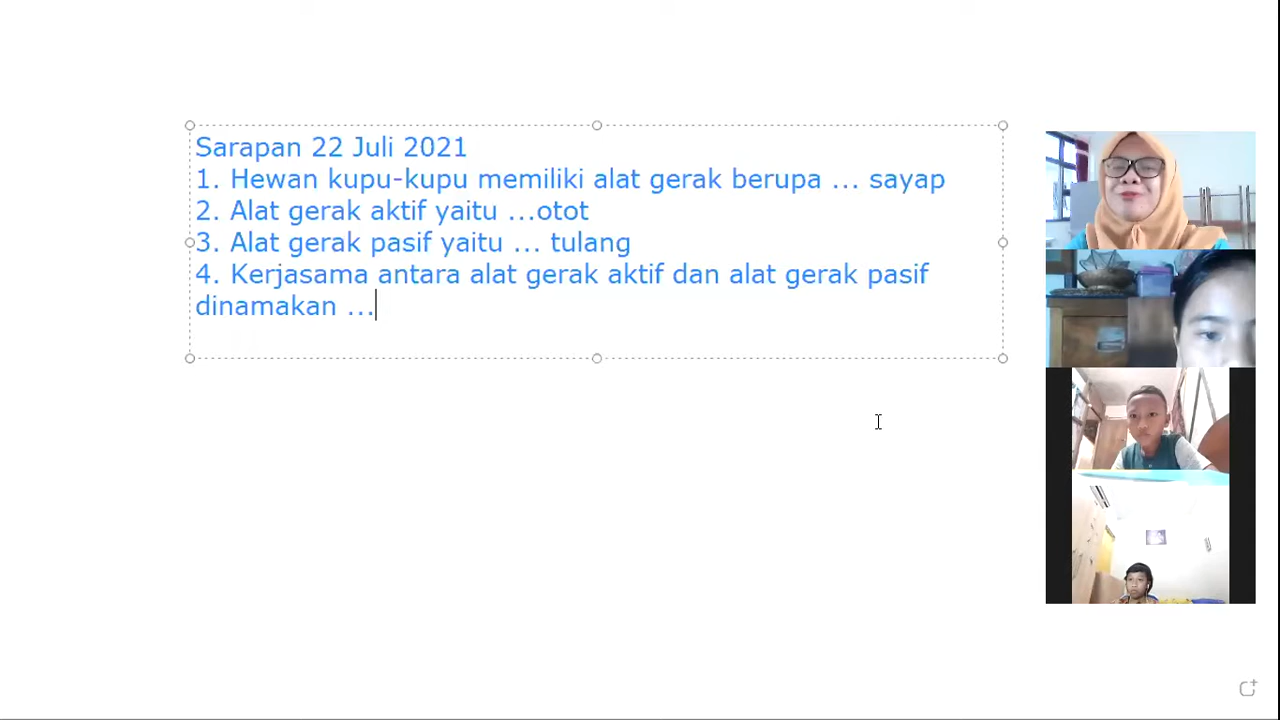 Sarapan 22 Juli 2021
1. Hewan kupu-kupu memiliki alat gerak berupa ... sayap
2. Alat gerak aktif yaitu ...otot
3. Alat gerak pasif yaitu ... tulang
4. Kerjasama antara alat gerak aktif dan alat gerak pasif
dinamakan ...